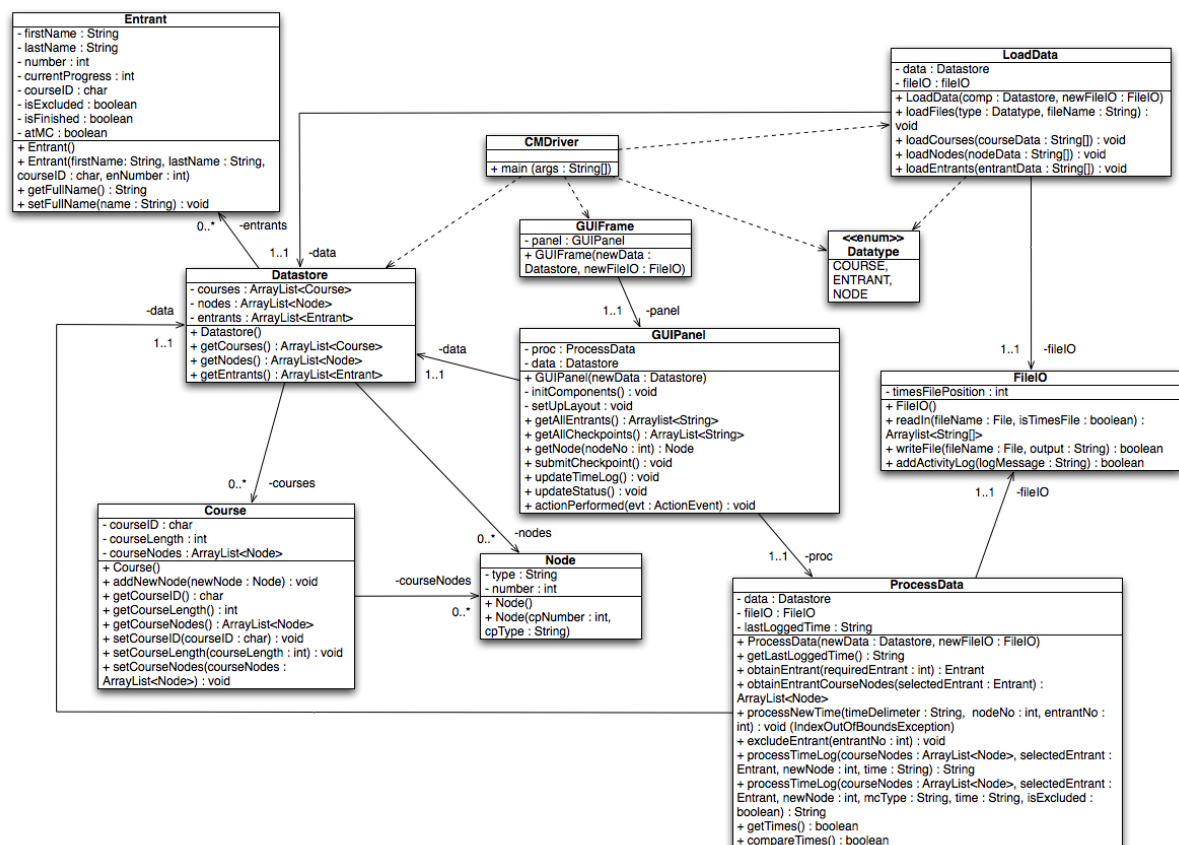 Entrant
- firstName : String
- lastName : String
- number : int
- currentProgress : int
- courseID : char
- isExcluded : boolean
- isFinished : boolean
- atMC : boolean
+ Entrant()
+ Entrant(firstName: String, lastName : String,
courseID : char, enNumber : int)
+ getFullName() : String
+ setFullName(name : String) : void
LoadData
- data : Datastore
- fileIO : fileIO
+ LoadData(comp : Datastore, newFileIO : FileIO)
+ loadFiles(type : Datatype, fileName : String) :
void
+ loadCourses(courseData : String[]) : void
+ loadNodes(nodeData : String[]) : void
+ loadEntrants(entrantData : String[]) : void
CMDriver
+ main (args : String[])
0..*
-entrants
1..1
-data
GUIFrame
- panel : GUIPanel
+ GUIFrame(newData :
Datastore, newFileIO : FileIO)
<<enum>>
Datatype
COURSE,
ENTRANT,
NODE
Datastore
- courses : ArrayList<Course>
- nodes : ArrayList<Node>
- entrants : ArrayList<Entrant>
+ Datastore()
+ getCourses() : ArrayList<Course>
+ getNodes() : ArrayList<Node>
+ getEntrants() : ArrayList<Entrant>
-data
1..1
1..1
-panel
-data
1..1
GUIPanel
- proc : ProcessData
- data : Datastore
+ GUIPanel(newData : Datastore)
- initComponents() : void
- setUpLayout : void
+ getAllEntrants() : Arraylist<String>
+ getAllCheckpoints() : ArrayList<String>
+ getNode(nodeNo : int) : Node
+ submitCheckpoint() : void
+ updateTimeLog() : void
+ updateStatus() : void
+ actionPerformed(evt : ActionEvent) : void
1..1
-fileIO
FileIO
- timesFilePosition : int
+ FileIO()
+ readIn(fileName : File, isTimesFile : boolean) :
Arraylist<String[]>
+ writeFile(fileName : File, output : String) : boolean
+ addActivityLog(logMessage : String) : boolean
1..1
-fileIO
0..*
-courses
Course
- courseID : char
- courseLength : int
- courseNodes : ArrayList<Node>
+ Course()
+ addNewNode(newNode : Node) : void
+ getCourseID() : char
+ getCourseLength() : int
+ getCourseNodes() : ArrayList<Node>
+ setCourseID(courseID : char) : void
+ setCourseLength(courseLength : int) : void
+ setCourseNodes(courseNodes :
ArrayList<Node>) : void
0..*
-nodes
-courseNodes
0..*
Node
- type : String
- number : int
+ Node()
+ Node(cpNumber : int,
cpType : String)
1..1
-proc
ProcessData
- data : Datastore
- fileIO : FileIO
- lastLoggedTime : String
+ ProcessData(newData : Datastore, newFileIO : FileIO)
+ getLastLoggedTime() : String
+ obtainEntrant(requiredEntrant : int) : Entrant
+ obtainEntrantCourseNodes(selectedEntrant : Entrant) :
ArrayList<Node>
+ processNewTime(timeDelimeter : String, nodeNo : int, entrantNo :
int) : void (IndexOutOfBoundsException)
+ excludeEntrant(entrantNo : int) : void
+ processTimeLog(courseNodes : ArrayList<Node>, selectedEntrant :
Entrant, newNode : int, time : String) : String
+ processTimeLog(courseNodes : ArrayList<Node>, selectedEntrant :
Entrant, newNode : int, mcType : String, time : String, isExcluded :
boolean) : String
+ getTimes() : boolean
+ compareTimes() : boolean